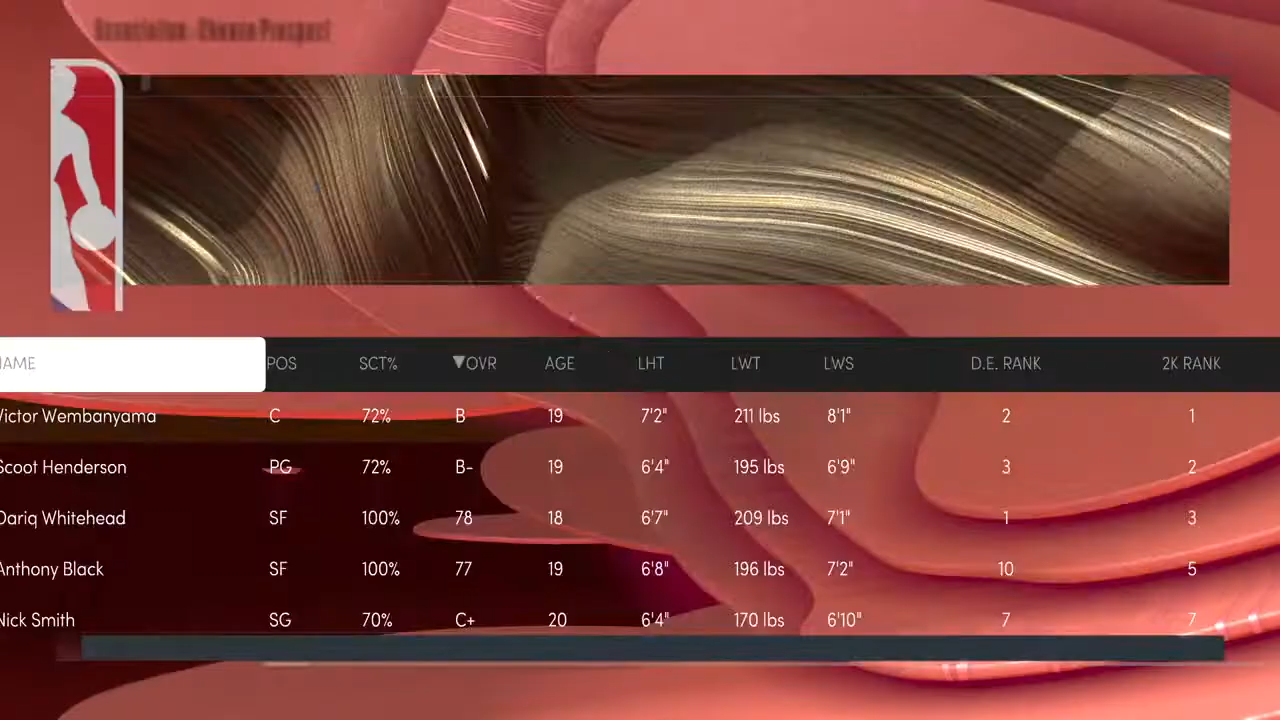 Association - Choose Prospect
AME POS SCT% ▼OVR AGE LHT LWT LWS D.E. RANK 2K RANK
Victor Wembanyama C 72% B 19 7'2" 211 lbs 8'1" 2 1
Scoot Henderson PG 72% B- 19 6'4" 195 lbs 6'9" 3 2
Dariq Whitehead SF 100% 78 18 6'7" 209 lbs 7'1" 1 3
Anthony Black SF 100% 77 19 6'8" 196 lbs 7'2" 10 5
Nick Smith SG 70% C+ 20 6'4" 170 lbs 6'10" 7 7